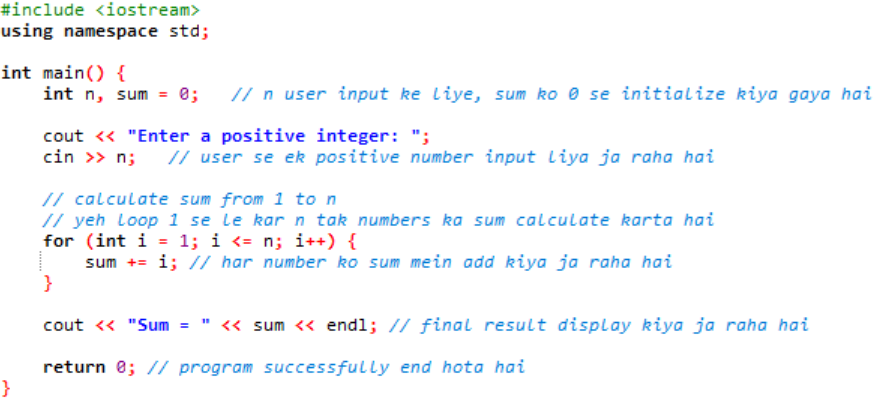 #include <iostream>
using namespace std;
int main() {
int n, sum = 0; // n user input ke liye, sum ko 0 se initialize kiya gaya hai
cout << "Enter a positive integer: ";
cin >> n; // user se ek positive number input liya ja raha hai
// calculate sum from 1 to n
// yeh loop 1 se le kar n tak numbers ka sum calculate karta hai
for (int i = 1; i <= n; i++) {
sum += i; // har number ko sum mein add kiya ja raha hai
}
cout << "Sum = " << sum << endl; // final result display kiya ja raha hai
return 0; // program successfully end hota hai
}